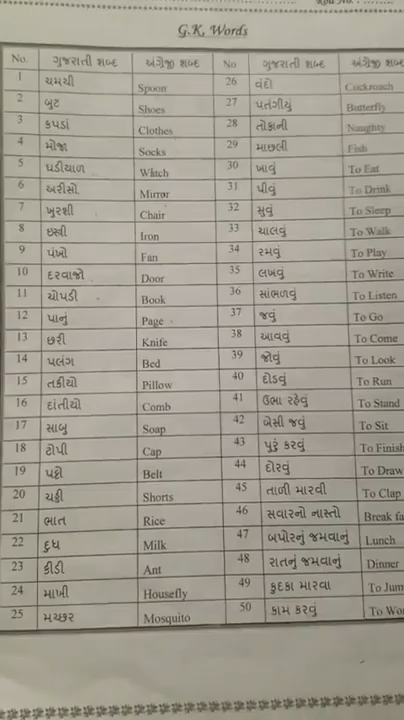 Roll No. ..........
G.K. Words
No. ગુજરાતી શબ્દ અંગ્રેજી શબ્દ No ગુજરાતી શબ્દ અંગ્રેજી શબ્દ
1 ચમચી Spoon 26 વંદો Cockroach
2 બુટ Shoes 27 પતંગીયું Butterfly
3 કપડાં Clothes 28 તોફાની Naughty
4 મોજા Socks 29 માછલી Fish
5 ઘડીયાળ Watch 30 ખાવું To Eat
6 અરીસો Mirror 31 પીવું To Drink
7 ખુરશી Chair 32 સુવું To Sleep
8 ઇસ્ત્રી Iron 33 ચાલવું To Walk
9 પંખો Fan 34 રમવું To Play
10 દરવાજો Door 35 લખવું To Write
11 ચોપડી Book 36 સાંભળવું To Listen
12 પાનું Page 37 જવું To Go
13 છરી Knife 38 આવવું To Come
14 પલંગ Bed 39 જોવું To Look
15 તકીયો Pillow 40 દોડવું To Run
16 દાંતીયો Comb 41 ઉભા રહેવું To Stand
17 સાબુ Soap 42 બેસી જવું To Sit
18 ટોપી Cap 43 પુરું કરવું To Finish
19 પટ્ટો Belt 44 દોરવું To Draw
20 ચડ્ડી Shorts 45 તાળી મારવી To Clap
21 ભાત Rice 46 સવારનો નાસ્તો Break fa
22 દુધ Milk 47 બપોરનું જમવાનું Lunch
23 કીડી Ant 48 રાતનું જમવાનું Dinner
24 માખી Housefly 49 કુદકા મારવા To Jum
25 મચ્છર Mosquito 50 કામ કરવું To Wor